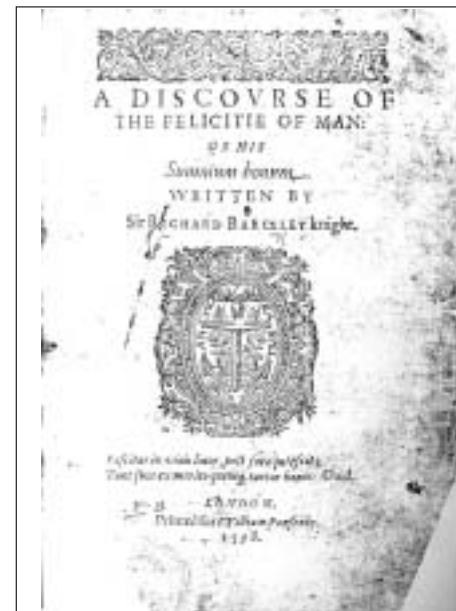 A DISCOVRSE OF
THE FELICITIE OF MAN:
OR HIS
Summum bonum.
WRITTEN BY
Sir RICHARD BARCKLEY knight.
LONDON,
Printed for William Ponsonby.
1598.